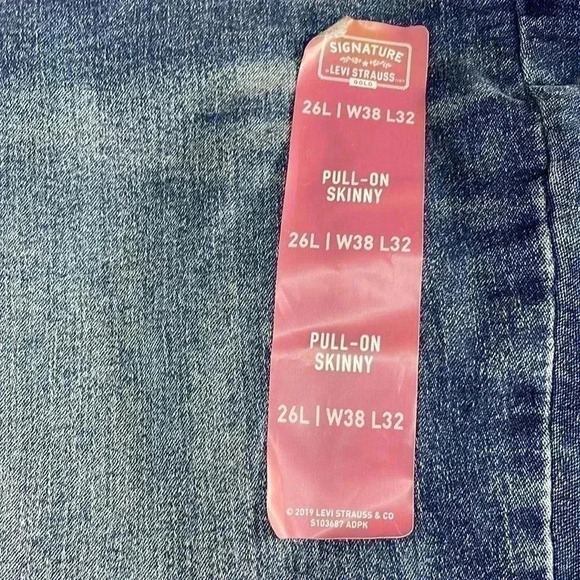 SIGNATURE
LEVI STRAUSS
GOLD
26L | W38 L32
PULL-ON
SKINNY
26L | W38 L32
PULL-ON
SKINNY
26L | W38 L32
© 2019 LEVI STRAUSS & CO
S103687 ADPK